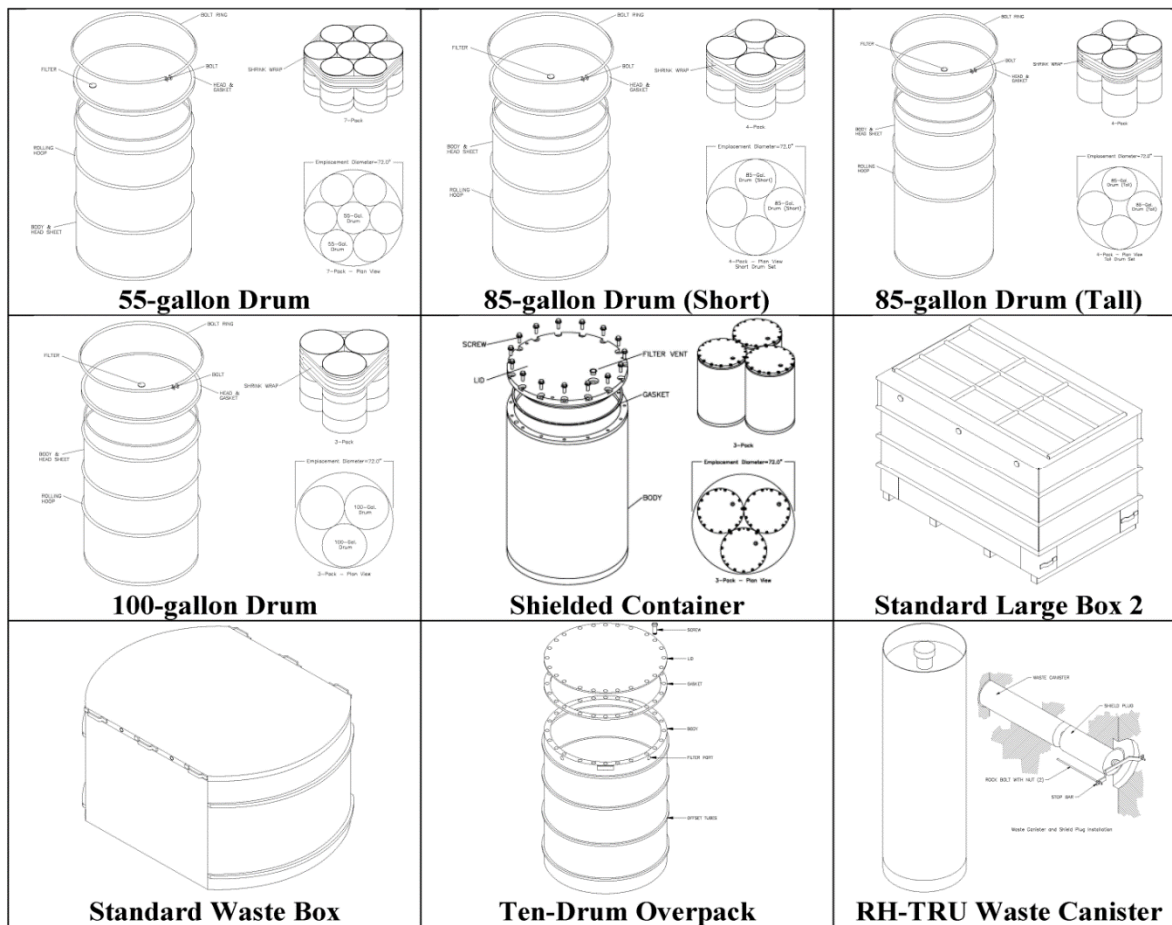 BOLT RING
FILTER
BOLT
HEAD &
GASKET
SHRINK WRAP
7-Pack
ROLLING
HOOP
BODY &
HEAD SHEET
Emplacement Diameter=72.0"
55-Gal.
Drum
7-Pack - Plan View
55-gallon Drum
BOLT RING
FILTER
BOLT
HEAD &
GASKET
SHRINK WRAP
4-Pack
BODY &
HEAD SHEET
ROLLING
HOOP
Emplacement Diameter=72.0"
85-Gal.
Drum (Short)
85-Gal.
Drum (Short)
4-Pack - Plan View
Short Drum Set
85-gallon Drum (Short)
BOLT RING
FILTER
BOLT
HEAD &
GASKET
SHRINK WRAP
4-Pack
BODY &
HEAD SHEET
ROLLING
HOOP
Emplacement Diameter=72.0"
Drum (Tall)
Drum (Tall)
4-Pack - Plan View
Tall Drum Set
85-gallon Drum (Tall)
BOLT RING
FILTER
BOLT
HEAD &
GASKET
SHRINK WRAP
3-Pack
BODY &
HEAD SHEET
ROLLING
HOOP
Emplacement Diameter=72.0"
100-Gal.
Drum
100-Gal.
Drum
3-Pack - Plan View
100-gallon Drum
SCREW
FILTER VENT
LID
GASKET
3-Pack
BODY
Emplacement Diameter=72.0"
3-Pack - Plan View
Shielded Container
Standard Large Box 2
Standard Waste Box
SCREW
LID
GASKET
BODY
FILTER PORT
OFFSET TUBES
Ten-Drum Overpack
WASTE CANISTER
SHIELD PLUG
ROCK BOLT WITH NUT (2)
STOP BAR
Waste Canister and Shield Plug Installation
RH-TRU Waste Canister